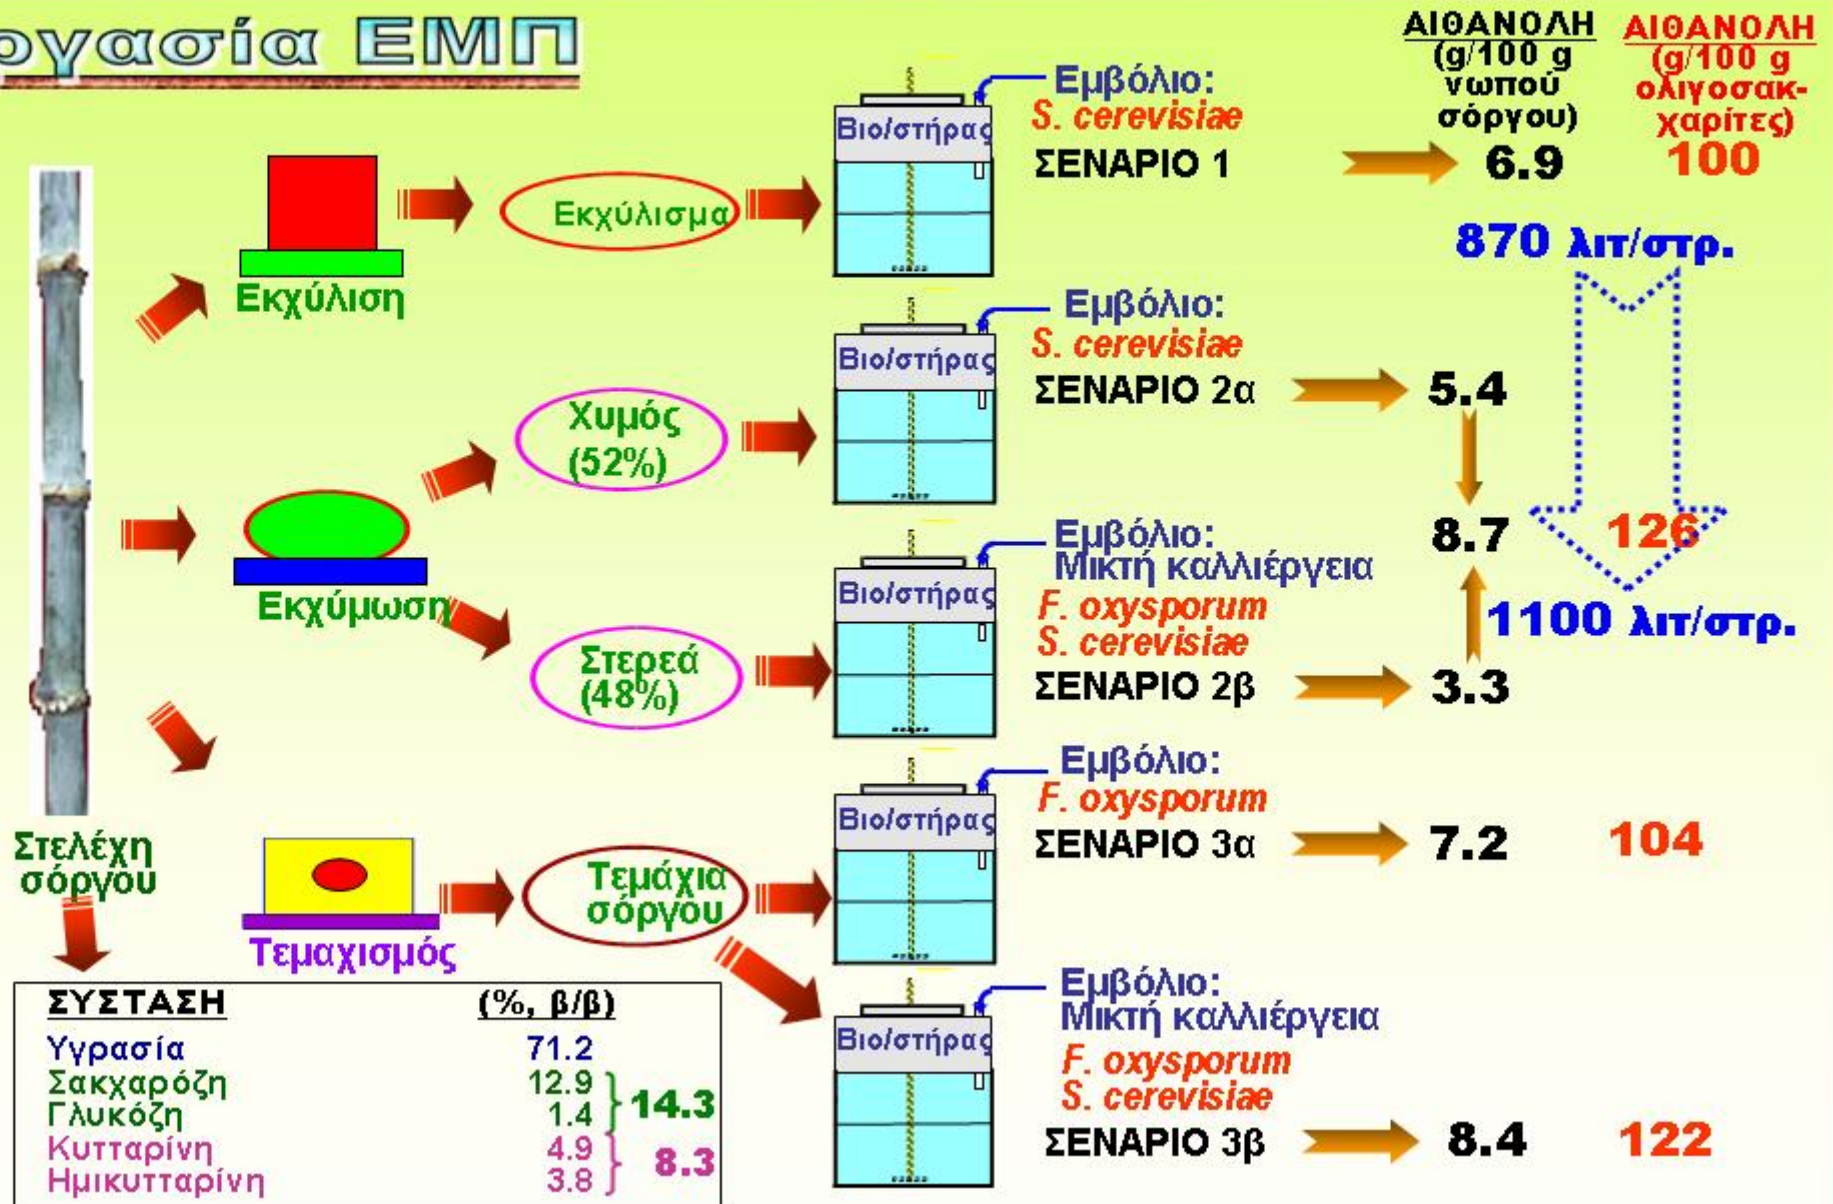 ργασία ΕΜΠ
ΑΙΘΑΝΟΛΗ
(g/100 g
νωπού
σόργου)
ΑΙΘΑΝΟΛΗ
(g/100 g
ολιγοσακ-
χαρίτες)
Εκχύλιση
Εκχύλισμα
Βιο/στήρας
Εμβόλιο:
S. cerevisiae
ΣΕΝΑΡΙΟ 1
6.9
100
870 λιτ/στρ.
Χυμός
(52%)
Βιο/στήρας
Εμβόλιο:
S. cerevisiae
ΣΕΝΑΡΙΟ 2α
5.4
Εκχύμωση
8.7
126
1100 λιτ/στρ.
Στερεά
(48%)
Βιο/στήρας
Εμβόλιο:
Μικτή καλλιέργεια
F. oxysporum
S. cerevisiae
ΣΕΝΑΡΙΟ 2β
3.3
Στελέχη
σόργου
Τεμαχισμός
Τεμάχια
σόργου
Βιο/στήρας
Εμβόλιο:
F. oxysporum
ΣΕΝΑΡΙΟ 3α
7.2
104
Βιο/στήρας
Εμβόλιο:
Μικτή καλλιέργεια
F. oxysporum
S. cerevisiae
ΣΕΝΑΡΙΟ 3β
8.4
122
ΣΥΣΤΑΣΗ (%, β/β)
Υγρασία 71.2
Σακχαρόζη 12.9
Γλυκόζη 1.4
14.3
Κυτταρίνη 4.9
Ημικυτταρίνη 3.8
8.3